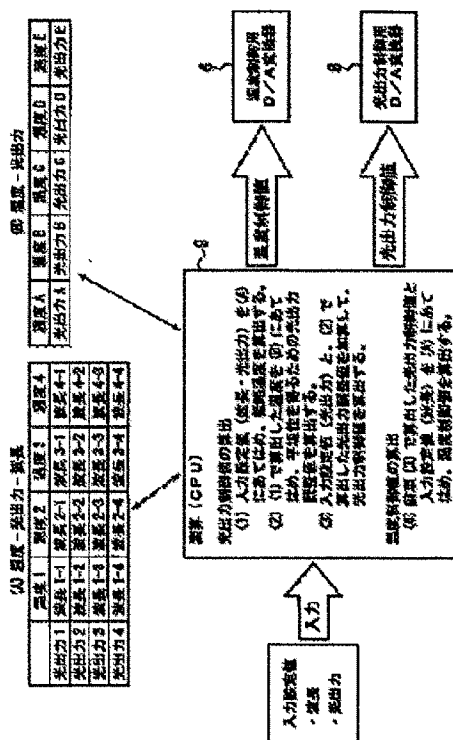 (A) 温度-光出力-波長
温度1 温度2 温度3 温度4
光出力1 波長1-1 波長2-1 波長3-1 波長4-1
光出力2 波長1-2 波長2-2 波長3-2 波長4-2
光出力3 波長1-3 波長2-3 波長3-3 波長4-3
光出力4 波長1-4 波長2-4 波長3-4 波長4-4
(B) 温度-光出力
温度A 温度B 温度C 温度D 温度E
光出力A 光出力B 光出力C 光出力D 光出力E
入力設定値
・波長
・光出力
入力
9
演算(CPU)
光出力制御値の算出
(1) 入力設定値(波長-光出力)を(A)
にあてはめ、
温度を算出する。
(2) (1)で算出した温度を(B)にあて
はめ、平坦性を得るための光出力
調整値を算出する。
(3) 入力設定値(光出力)と、(2)で
算出した光出力調整値を加算して、
光出力制御値を算出する。
温度制御値の算出
(4) 前項(3)で算出した光出力制御値と
入力設定値(波長)を(A)にあて
はめ、温度制御値を算出する。
温度制御値
光出力制御値
6
温度制御用
D/A変換器
8
光出力制御用
D/A変換器